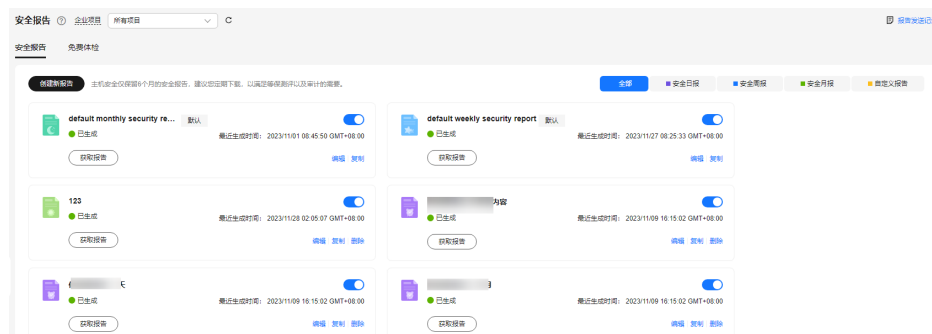 安全报告 企业项目 所有项目 报告发送记
安全报告 免费体检
创建新报告 主机安全仅保留6个月的安全报告，建议您定期下载，以满足等保测评以及审计的需要。 全部 安全日报 安全周报 安全月报 自定义报告
default monthly security re... 默认 default weekly security report 默认
已生成 最近生成时间： 2023/11/01 08:45:50 GMT+08:00 已生成 最近生成时间： 2023/11/27 08:25:33 GMT+08:00
获取报告 编辑 复制 获取报告 编辑 复制
123 内容
已生成 最近生成时间： 2023/11/28 02:05:07 GMT+08:00 已生成 最近生成时间： 2023/11/09 16:15:02 GMT+08:00
获取报告 编辑 复制 删除 获取报告 编辑 复制 删除
已生成 最近生成时间： 2023/11/09 16:15:02 GMT+08:00 已生成 最近生成时间： 2023/11/09 16:15:02 GMT+08:00
获取报告 编辑 复制 删除 获取报告 编辑 复制 删除